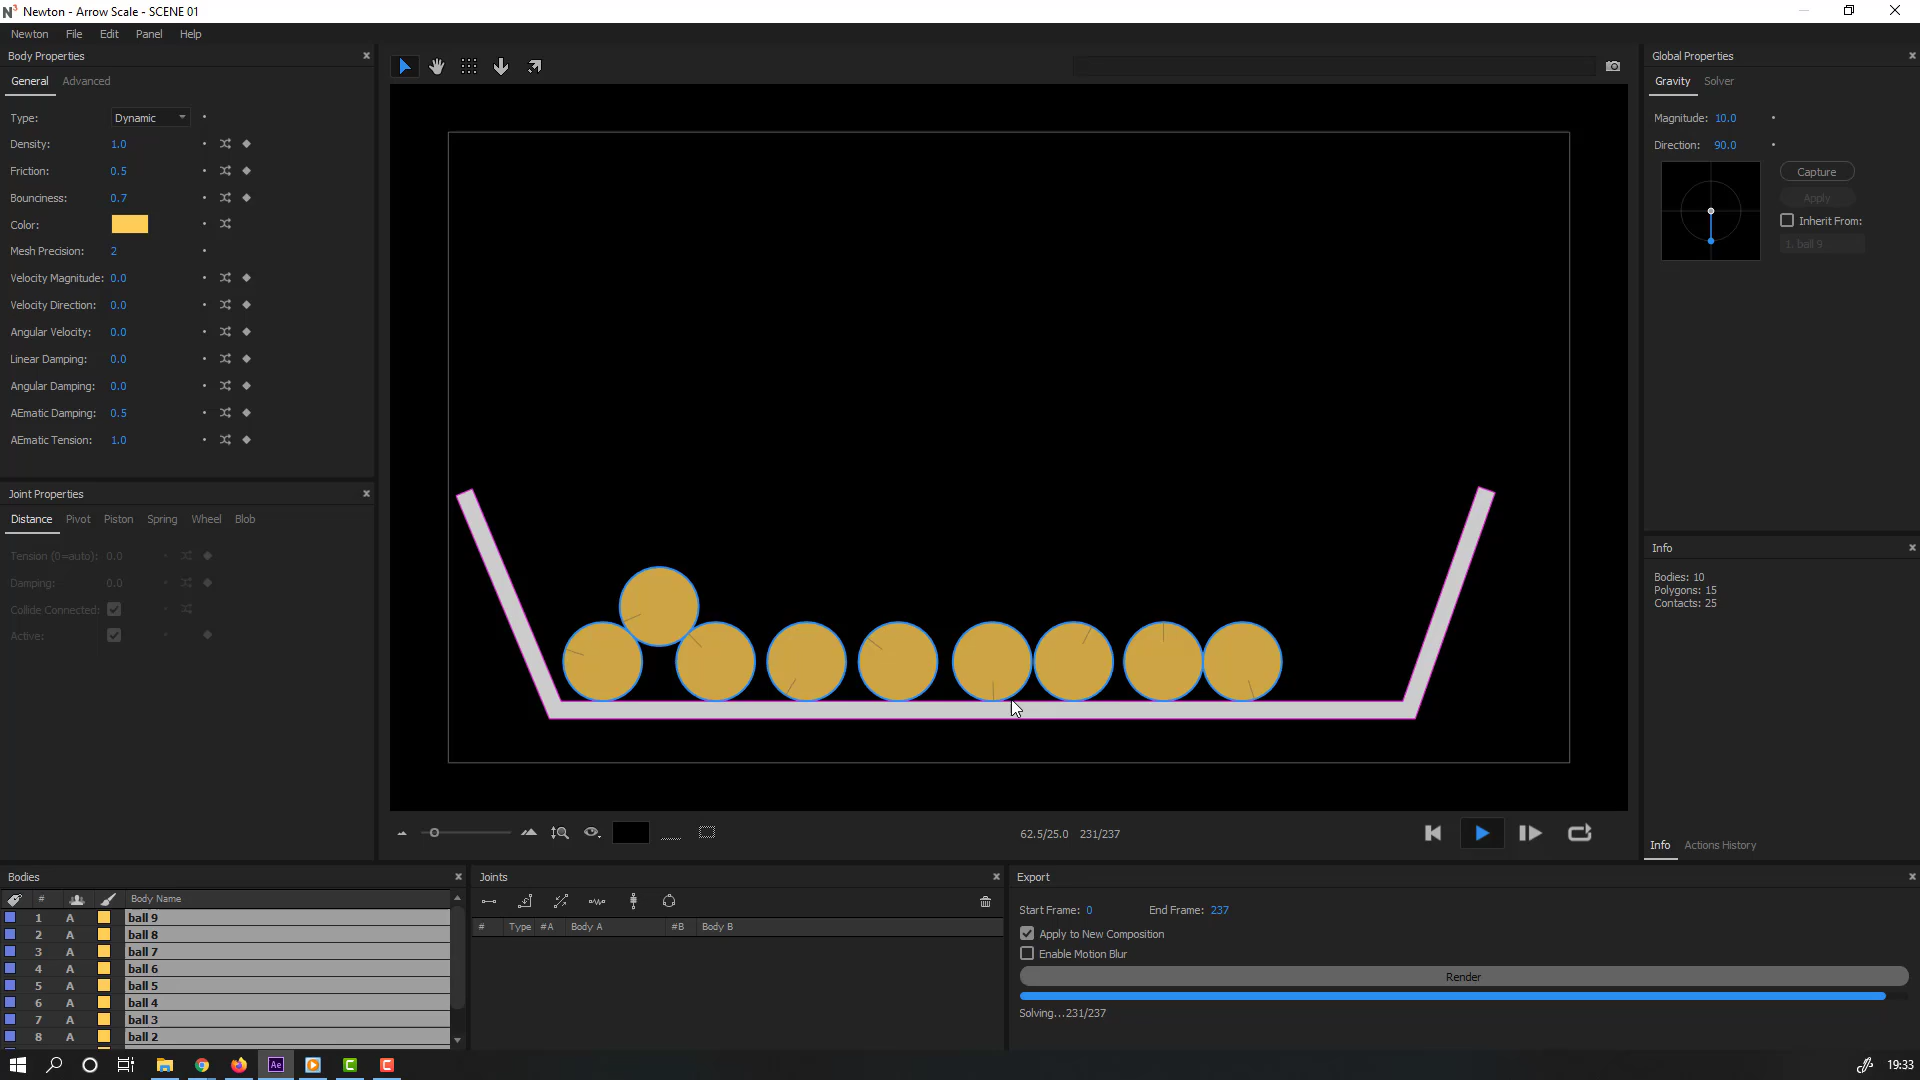 Newton - Arrow Scale - SCENE 01
Newton File Edit Panel Help
Body Properties
General Advanced
Type: Dynamic
Density: 1.0
Friction: 0.5
Bounciness: 0.7
Color:
Mesh Precision: 2
Velocity Magnitude: 0.0
Velocity Direction: 0.0
Angular Velocity: 0.0
Linear Damping: 0.0
Angular Damping: 0.0
AEmatic Damping: 0.5
AEmatic Tension: 1.0
Joint Properties
Distance Pivot Piston Spring Wheel Blob
Tension (0=auto): 0.0
Damping: 0.0
Collide Connected:
Active:
62.5/25.0 231/237
Global Properties
Gravity Solver
Magnitude: 10.0
Direction: 90.0
Capture
Apply
Inherit From:
1. ball 9
Info
Bodies: 10
Polygons: 15
Contacts: 25
Info Actions History
Bodies
# Body Name
1 A ball 9
2 A ball 8
3 A ball 7
4 A ball 6
5 A ball 5
6 A ball 4
7 A ball 3
8 A ball 2
Joints
# Type #A Body A #B Body B
Export
Start Frame: 0 End Frame: 237
Apply to New Composition
Enable Motion Blur
Render
Solving...231/237
Ae
19:33